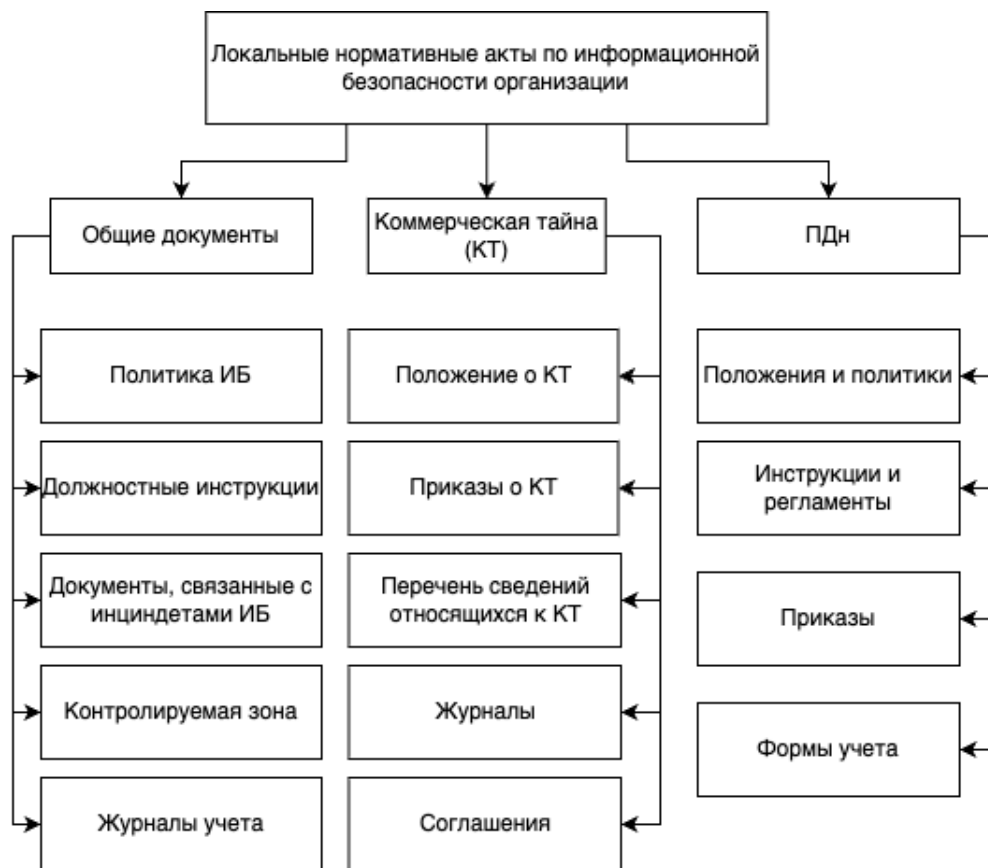 Локальные нормативные акты по информационной
безопасности организации
Общие документы
Коммерческая тайна
(КТ)
ПДн
Политика ИБ
Должностные инструкции
Документы, связанные с
инциндетами ИБ
Контролируемая зона
Журналы учета
Положение о КТ
Приказы о КТ
Перечень сведений
относящихся к КТ
Журналы
Соглашения
Положения и политики
Инструкции и
регламенты
Приказы
Формы учета